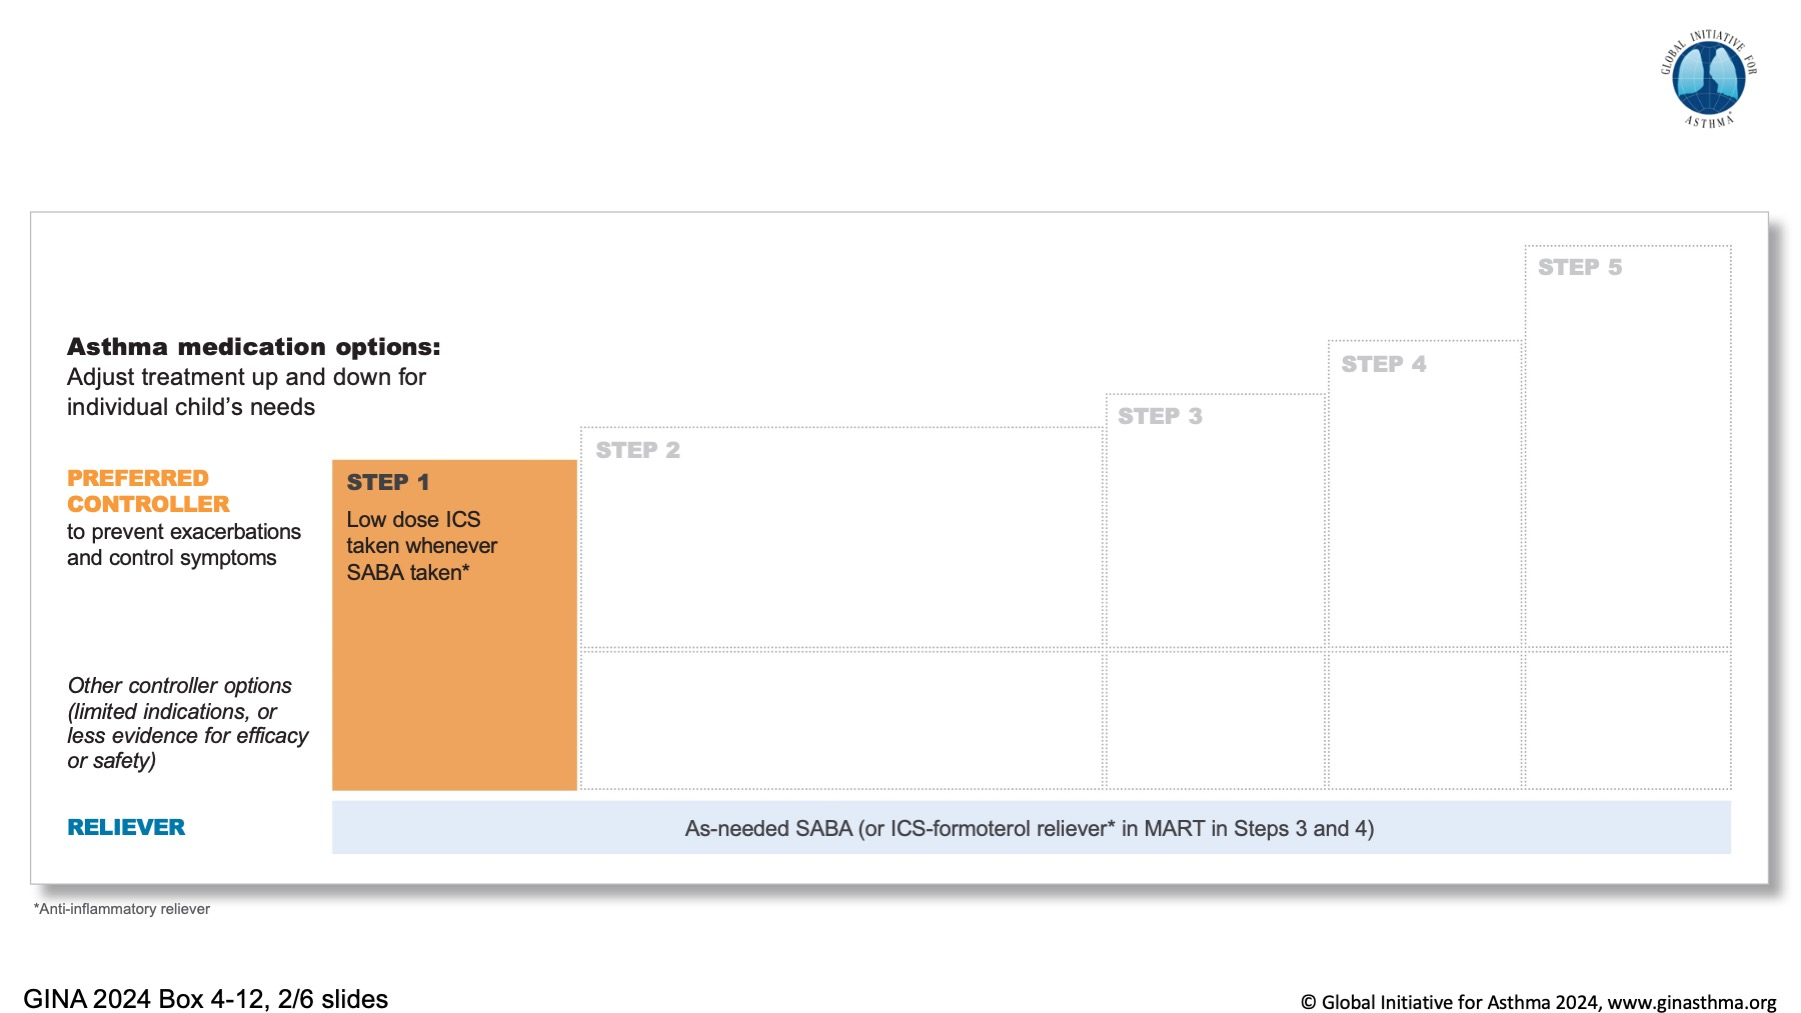 GLOBAL INITIATIVE FOR
ASTHMA
STEP 5
Asthma medication options:
Adjust treatment up and down for
individual child's needs
STEP 4
STEP 3
STEP 2
PREFERRED
CONTROLLER
to prevent exacerbations
and control symptoms
STEP 1
Low dose ICS
taken whenever
SABA taken*
Other controller options
(limited indications, or
less evidence for efficacy
or safety)
RELIEVER
As-needed SABA (or ICS-formoterol reliever* in MART in Steps 3 and 4)
*Anti-inflammatory reliever
GINA 2024 Box 4-12, 2/6 slides
© Global Initiative for Asthma 2024, www.ginasthma.org